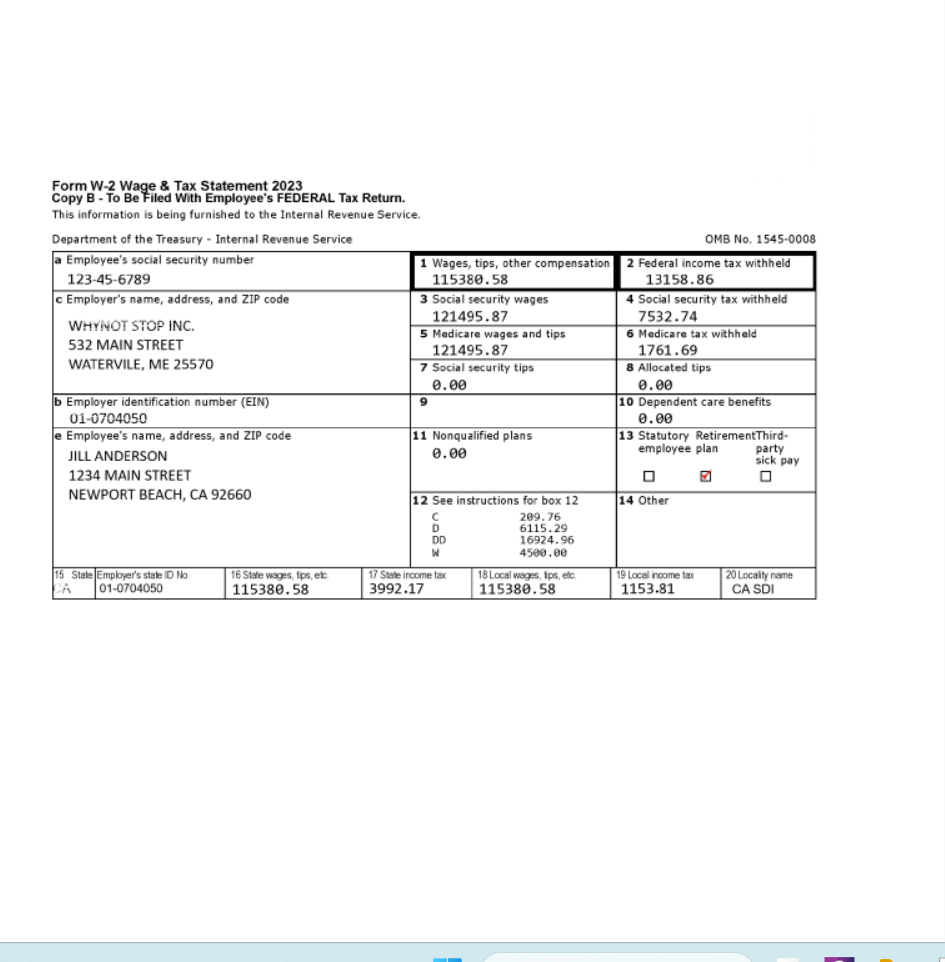 Form W-2 Wage & Tax Statement 2023
Copy B - To Be Filed With Employee's FEDERAL Tax Return.
This information is being furnished to the Internal Revenue Service.
Department of the Treasury - Internal Revenue Service
OMB No. 1545-0008
a Employee's social security number
123-45-6789
1 Wages, tips, other compensation
115380.58
2 Federal income tax withheld
13158.86
c Employer's name, address, and ZIP code
WHYNOT STOP INC.
532 MAIN STREET
WATERVILE, ME 25570
3 Social security wages
121495.87
4 Social security tax withheld
7532.74
5 Medicare wages and tips
121495.87
6 Medicare tax withheld
1761.69
7 Social security tips
0.00
8 Allocated tips
0.00
b Employer identification number (EIN)
01-0704050
9
10 Dependent care benefits
0.00
e Employee's name, address, and ZIP code
JILL ANDERSON
1234 MAIN STREET
NEWPORT BEACH, CA 92660
11 Nonqualified plans
0.00
13 Statutory RetirementThird-
employee plan party
sick pay
12 See instructions for box 12
C 209.76
D 6115.29
DD 16924.96
W 4500.00
14 Other
15 State
CA
Employer's state ID No
01-0704050
16 State wages, tips, etc.
115380.58
17 State income tax
3992.17
18 Local wages, tips, etc.
115380.58
19 Local income tax
1153.81
20 Locality name
CA SDI